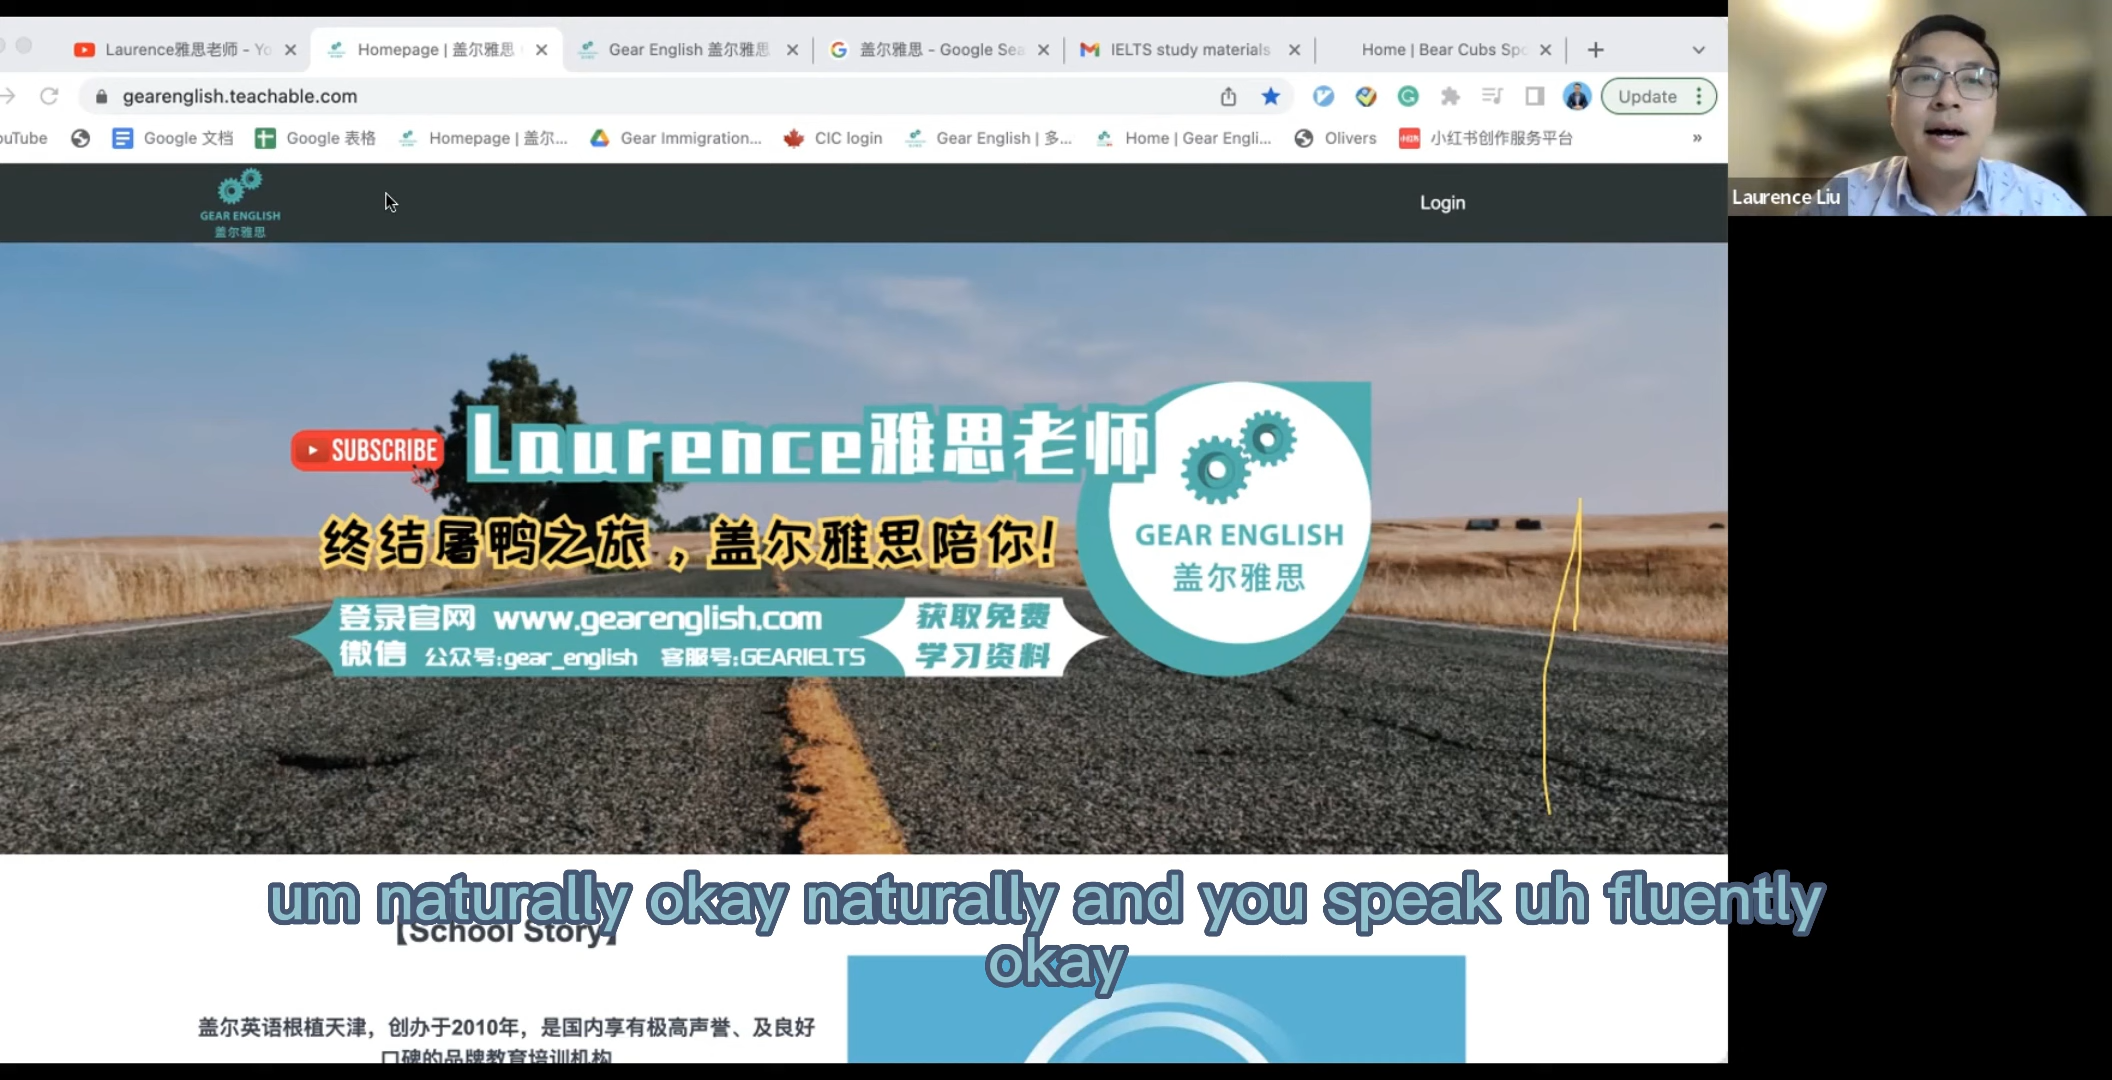 Laurence雅思老师 - Yo
Homepage | 盖尔雅思
Gear English 盖尔雅思
盖尔雅思 - Google Sea
IELTS study materials
Home | Bear Cubs Spo
gearenglish.teachable.com
Update
ouTube
Google 文档
Google 表格
Homepage | 盖尔...
Gear Immigration...
CIC login
Gear English | 多...
Home | Gear Engli...
Olivers
小红书
小红书创作服务平台
»
Laurence Liu
GEAR ENGLISH
盖尔雅思
Login
SUBSCRIBE
Laurence雅思老师
终结屠鸭之旅，盖尔雅思陪你!
GEAR ENGLISH
盖尔雅思
登录官网 www.gearenglish.com
微信 公众号:gear_english 客服号:GEARIELTS
获取免费
学习资料
um naturally okay naturally and you speak uh fluently
okay
【School Story】
盖尔英语根植天津，创办于2010年，是国内享有极高声誉、及良好
口碑的品牌教育培训机构